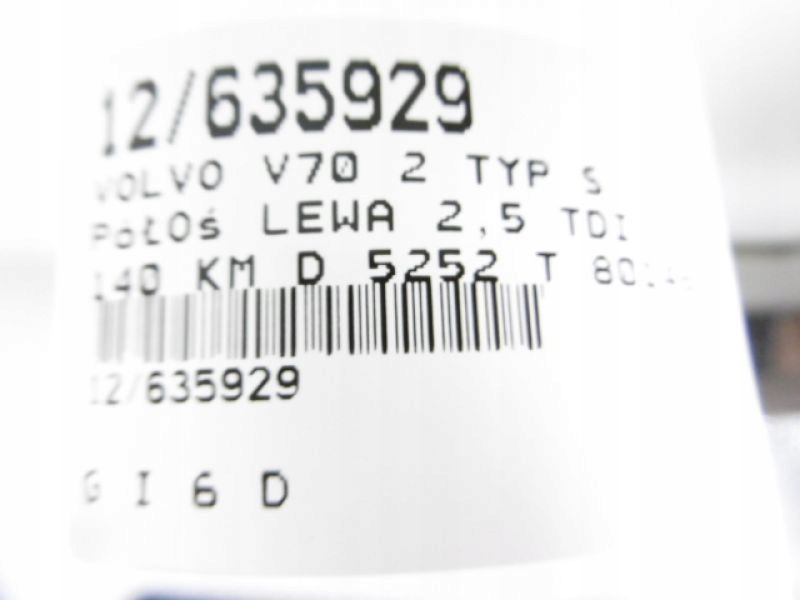 12/635929
VOLVO V70 2 TYP S
PółOś LEWA 2,5 TDI
140 KM D 5252 T
12/635929
G I 6 D